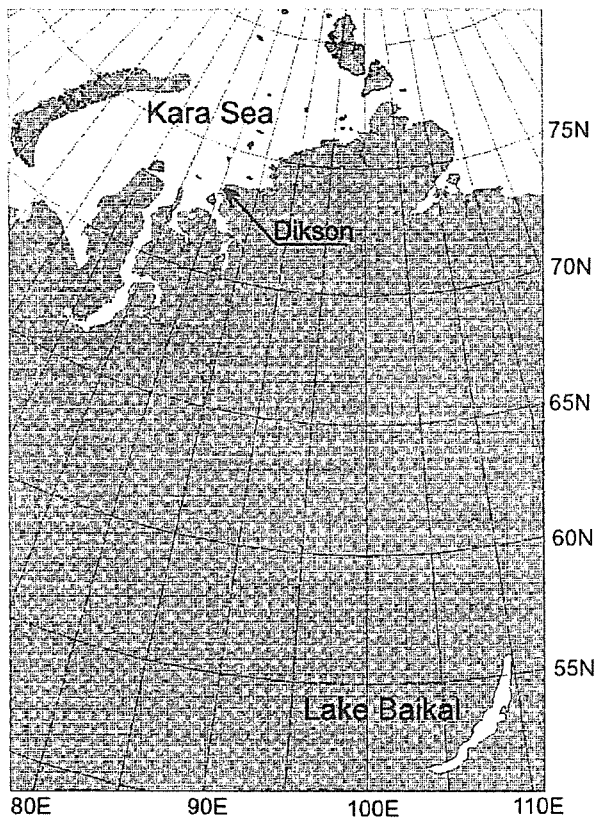 Kara Sea
75N
Dikson
70N
65N
60N
55N
Lake Baikal
80E 90E 100E 110E